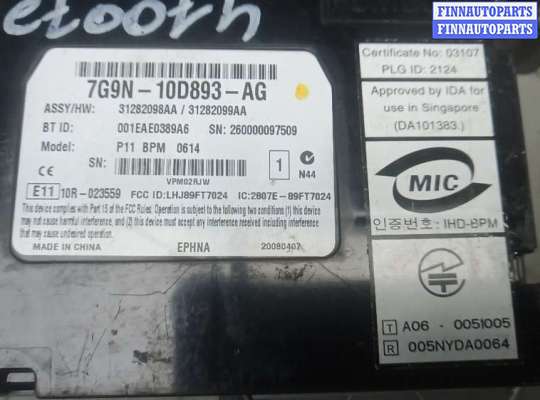 etooth
FINNAUTOPARTS
FINNAUTOPARTS
FINNAUTOPARTS
7G9N-10D893-AG
ASSY/HW: 31282098AA / 31282099AA
BT ID: 001EAE0389A6 SN: 260000097509
Model: P11 BPM 0614
SN:
VPM02RJW
1
N44
E11 10R-023559 FCC ID:LHJ89FT7024 IC:2807E-89FT7024
This device complies with Part 15 of the FCC Rules. Operation is subject to the following two conditions (1) this device
may not cause harmful interference, and (2) this device must accept any interference received, including interference
that may cause undesired operation.
MADE IN CHINA EPHNA 20080407
Certificate No: 03107
PLG ID: 2124
Approved by IDA for
use in Singapore
(DA101383.)
MIC
인증번호: IHD-BPM
T A06 - 0051005
R 005NYDA0064